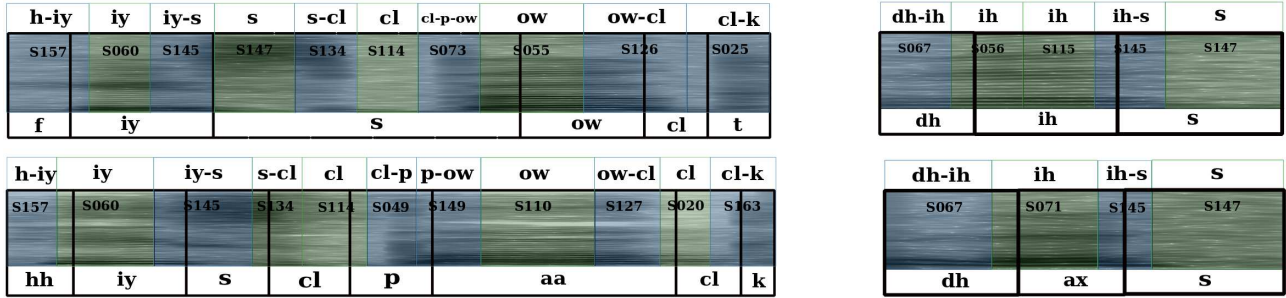 h-iy iy iy-s s s-cl cl cl-p-ow ow ow-cl cl-k
S157 S060 S145 S147 S134 S114 S073 S055 S126 S025
f iy s ow cl t
dh-ih ih ih ih-s s
S067 S056 S115 S145 S147
dh ih s
h-iy iy iy-s s-cl cl cl-p p-ow ow ow-cl cl cl-k
S157 S060 S145 S134 S114 S049 S149 S110 S127 S020 S163
hh iy s cl p aa cl k
dh-ih ih ih-s s
S067 S071 S145 S147
dh ax s